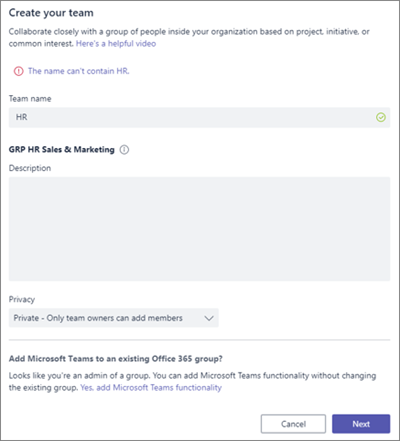 Create your team
Collaborate closely with a group of people inside your organization based on project, initiative, or
common interest. Here's a helpful video
The name can't contain HR.
Team name
HR
GRP HR Sales & Marketing
Description
Privacy
Private - Only team owners can add members
Add Microsoft Teams to an existing Office 365 group?
Looks like you're an admin of a group. You can add Microsoft Teams functionality without changing
the existing group. Yes, add Microsoft Teams functionality
Cancel
Next